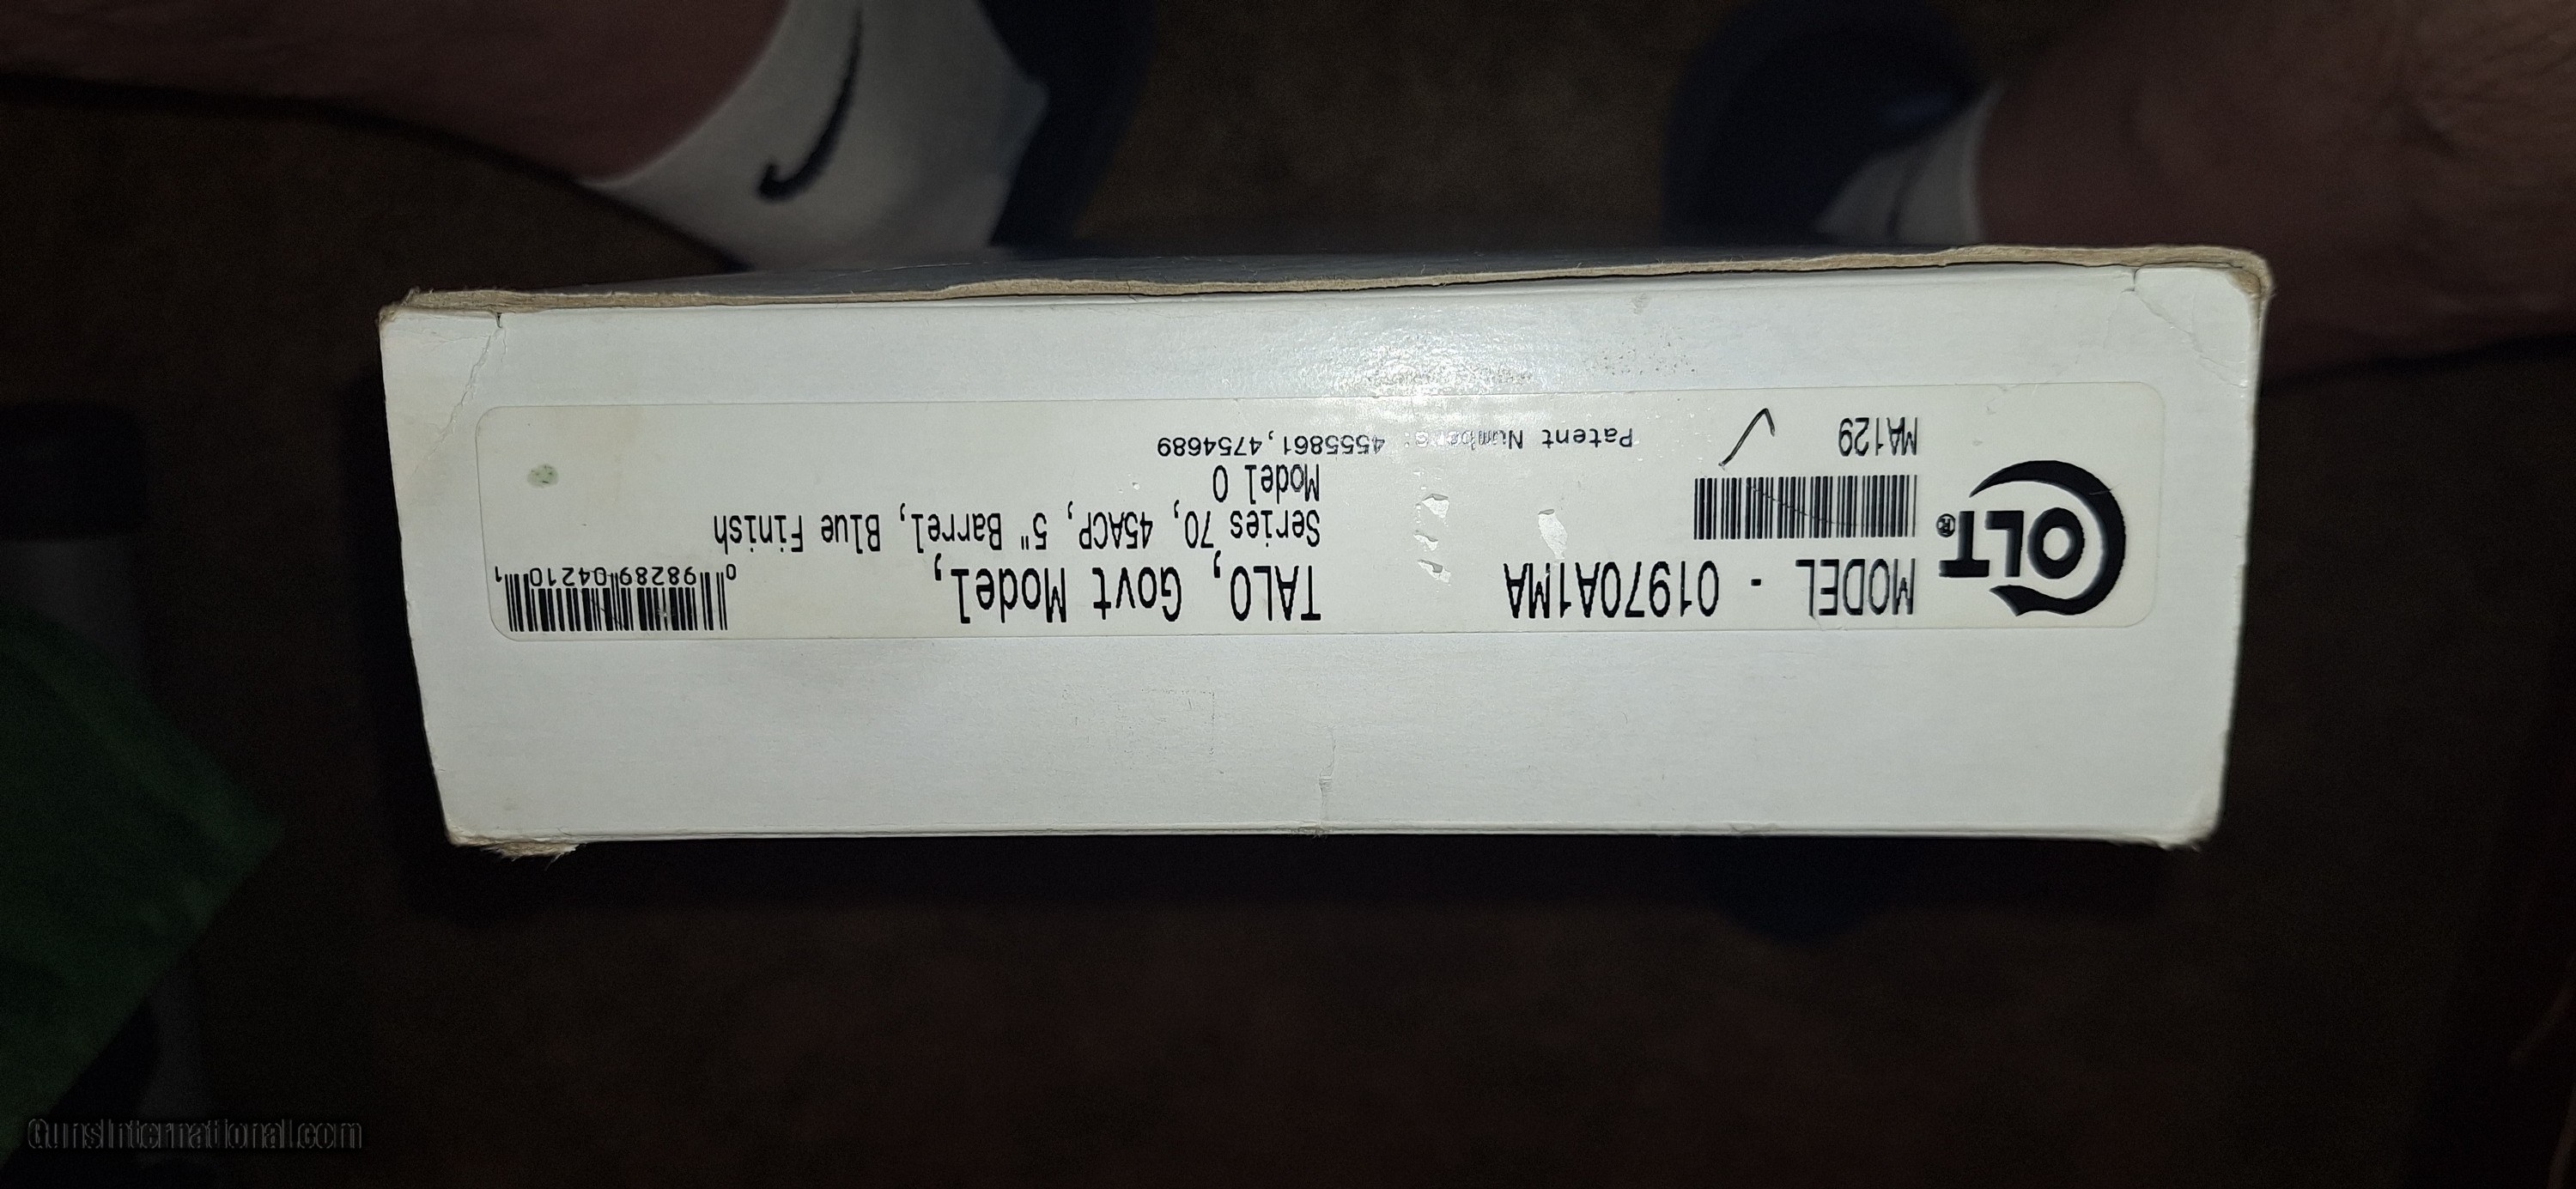 COLT®
MODEL - 01970A1MA
MA129
TALO, Govt Model,
Series 70, 45ACP, 5" Barrel, Blue Finish
Model O
Patent Numbers: 4555861,4754689
0 98289 04210 1
GunsInternational.com